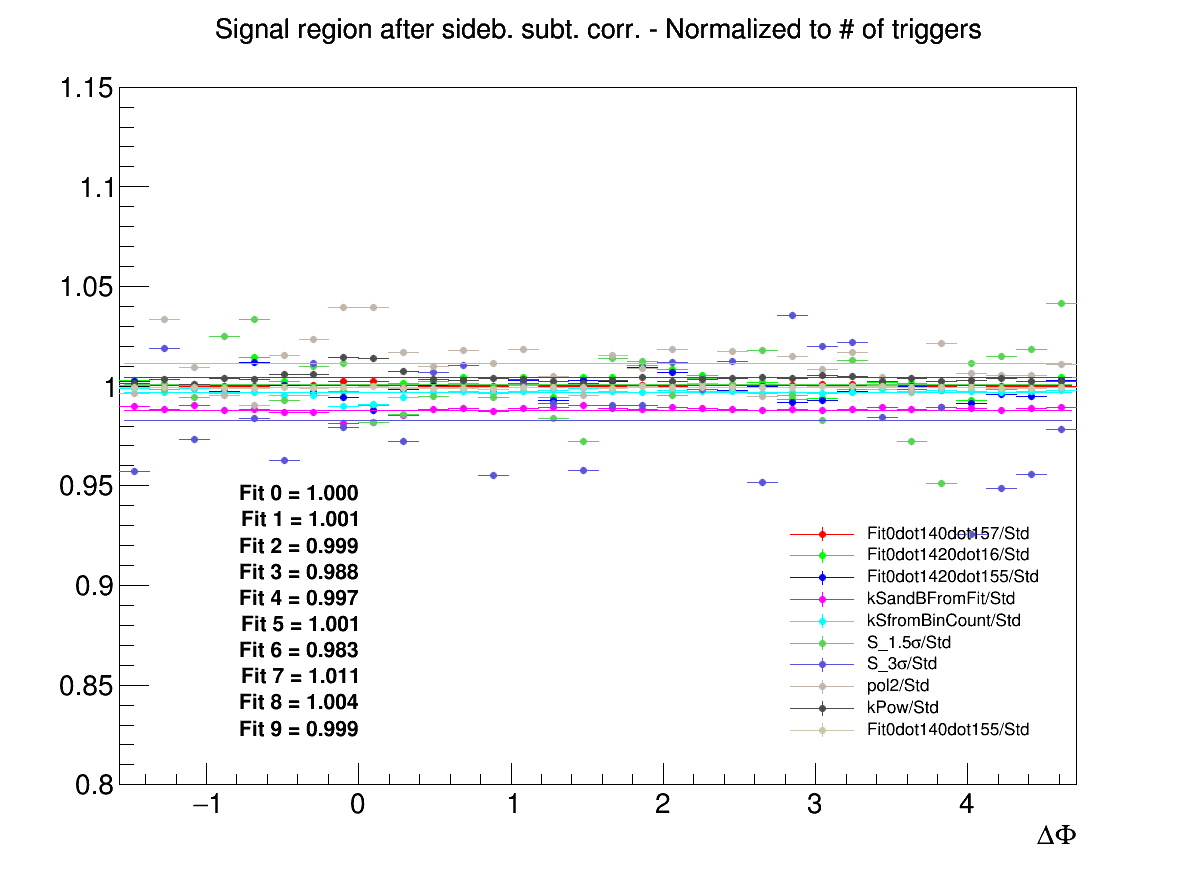 Signal region after sideb. subt. corr. - Normalized to # of triggers
1.15
1.1
1.05
1
0.95
0.9
0.85
0.8
Fit 0 = 1.000
Fit 1 = 1.001
Fit 2 = 0.999
Fit 3 = 0.988
Fit 4 = 0.997
Fit 5 = 1.001
Fit 6 = 0.983
Fit 7 = 1.011
Fit 8 = 1.004
Fit 9 = 0.999
Fit0dot140dot157/Std
Fit0dot1420dot16/Std
Fit0dot1420dot155/Std
kSandBFromFit/Std
kSfromBinCount/Std
S_1.5σ/Std
S_3σ/Std
pol2/Std
kPow/Std
Fit0dot140dot155/Std
−1 0 1 2 3 4
ΔΦ